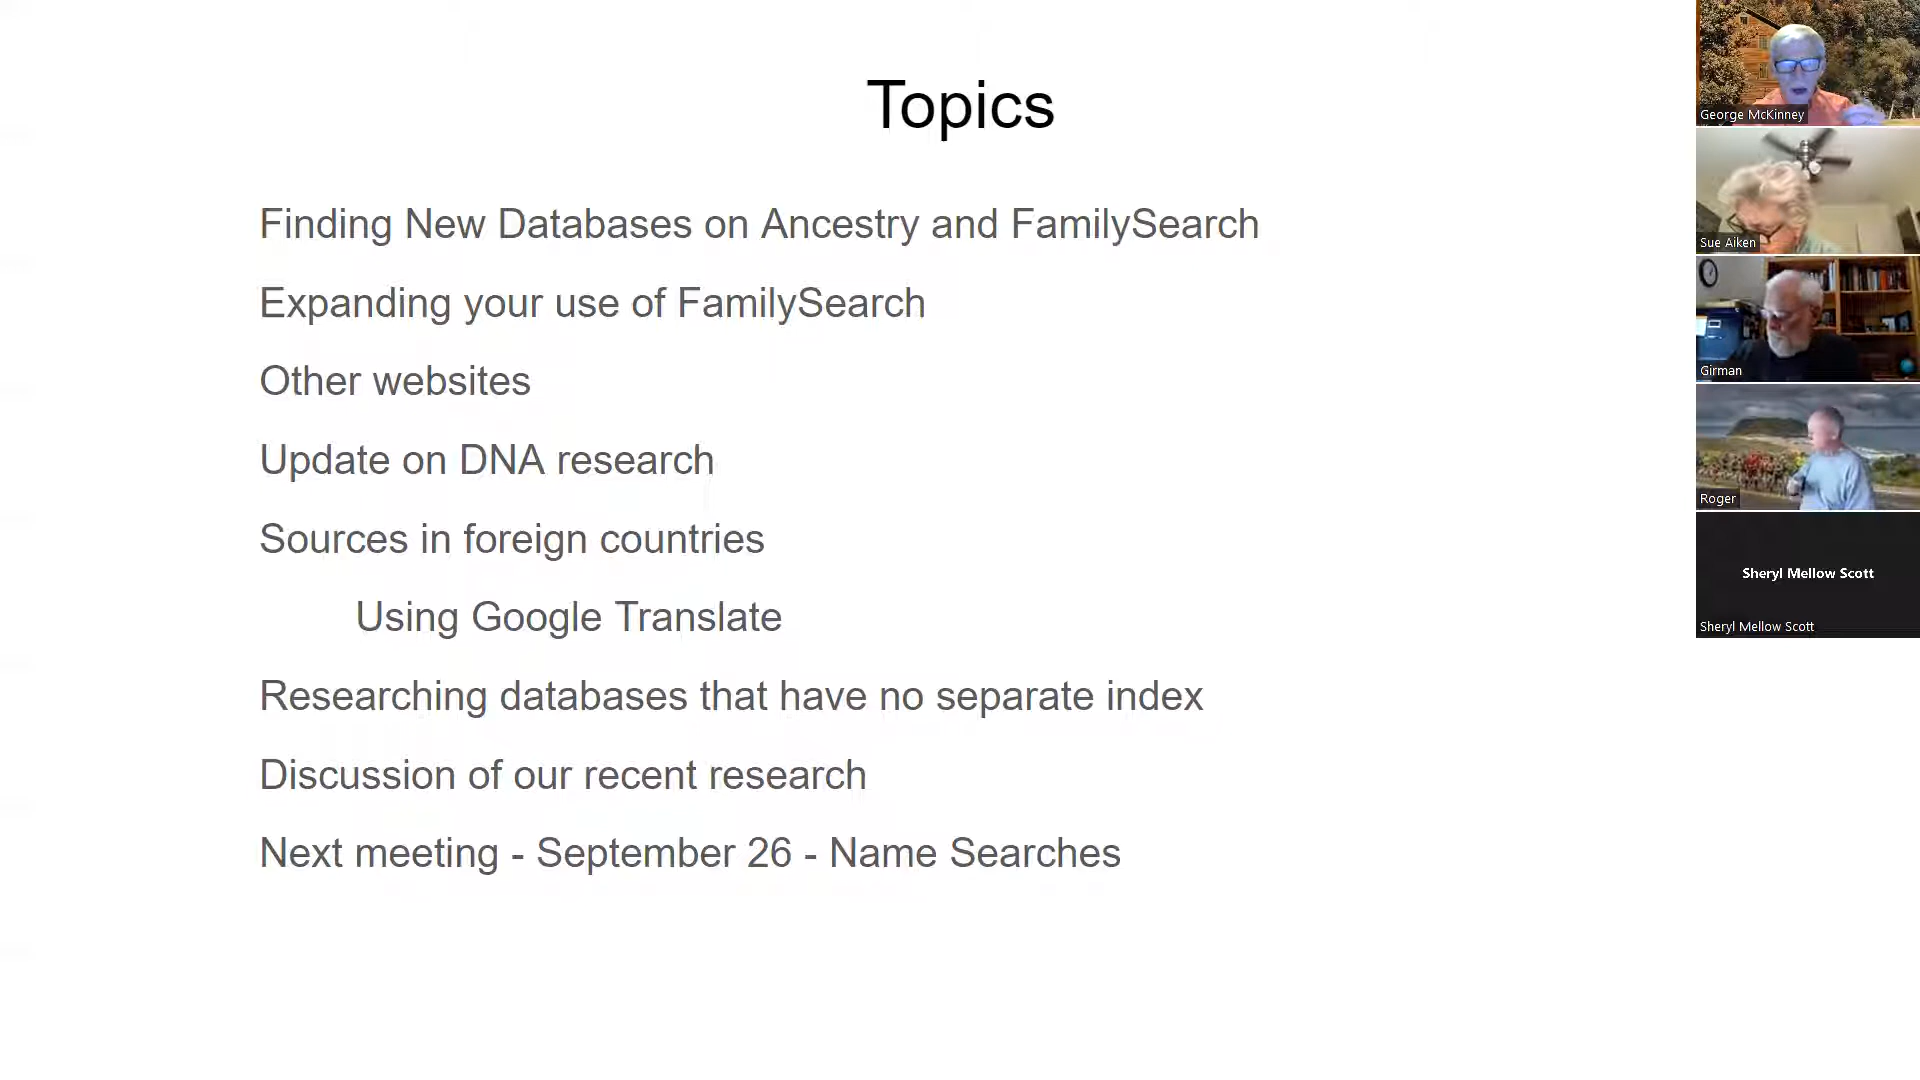 Topics
Finding New Databases on Ancestry and FamilySearch
Expanding your use of FamilySearch
Other websites
Update on DNA research
Sources in foreign countries
Using Google Translate
Researching databases that have no separate index
Discussion of our recent research
Next meeting - September 26 - Name Searches
George McKinney
Sue Aiken
Girman
Roger
Sheryl Mellow Scott
Sheryl Mellow Scott